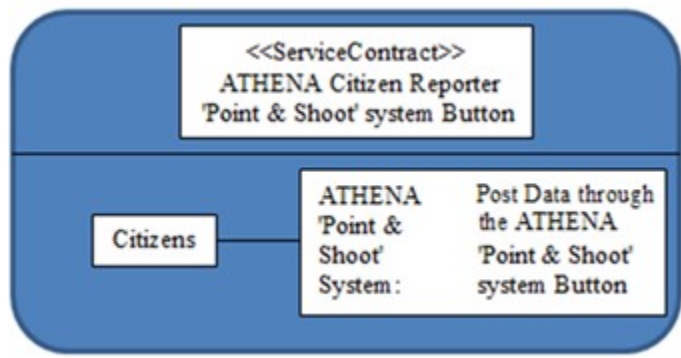 <<ServiceContract>>
ATHENA Citizen Reporter
'Point & Shoot' system Button
Citizens
ATHENA
'Point &
Shoot'
System:
Post Data through
the ATHENA
'Point & Shoot'
system Button